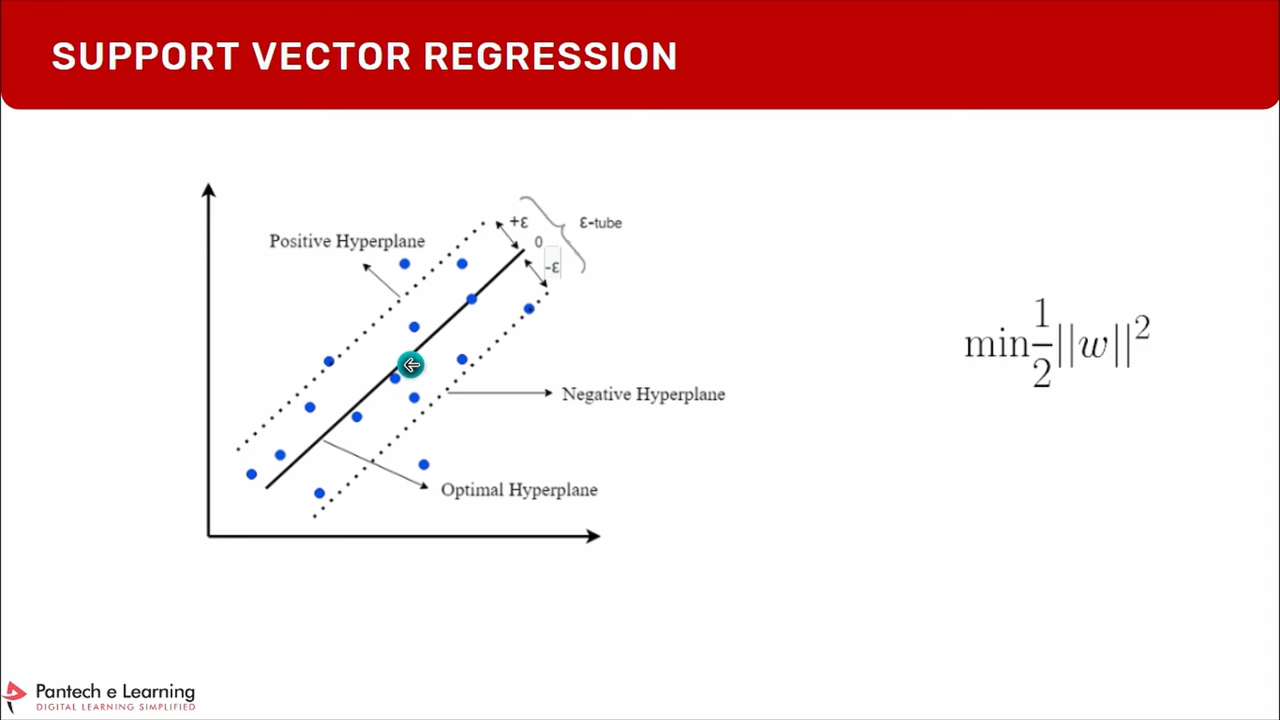 SUPPORT VECTOR REGRESSION
+ε
ε-tube
0
Positive Hyperplane
-ε
min 1/2 ||w||²
Negative Hyperplane
Optimal Hyperplane
Pantech e Learning
DIGITAL LEARNING SIMPLIFIED